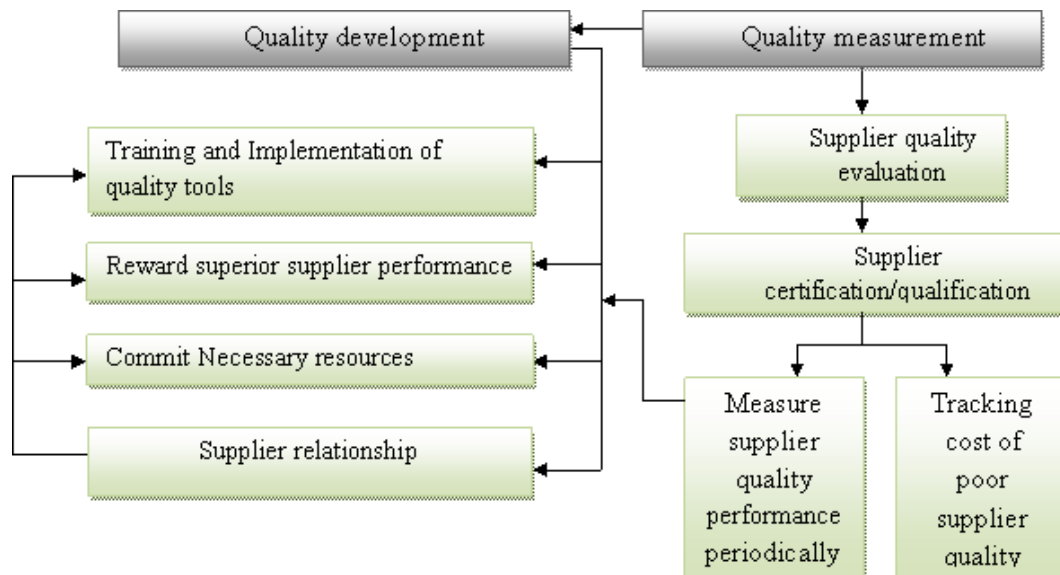 Quality development
Quality measurement
Training and Implementation of
quality tools
Reward superior supplier performance
Commit Necessary resources
Supplier relationship
Supplier quality
evaluation
Supplier
certification/qualification
Measure
supplier
quality
performance
periodically
Tracking
cost of
poor
supplier
quality